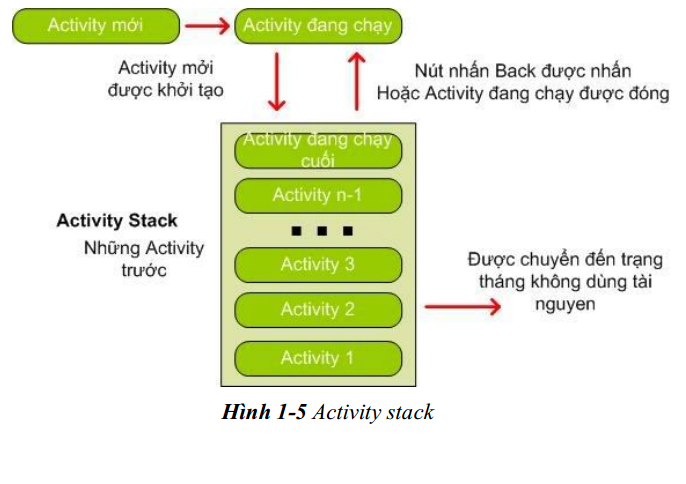 Activity mới
Activity đang chạy
Activity mới
được khởi tạo
Nút nhấn Back được nhấn
Hoặc Activity đang chạy được đóng
Activity đang chạy
cuối
Activity n-1
Activity Stack
Những Activity
trước
Activity 3
Activity 2
Activity 1
Được chuyển đến trạng
tháng không dùng tài
nguyen
Hình 1-5 Activity stack